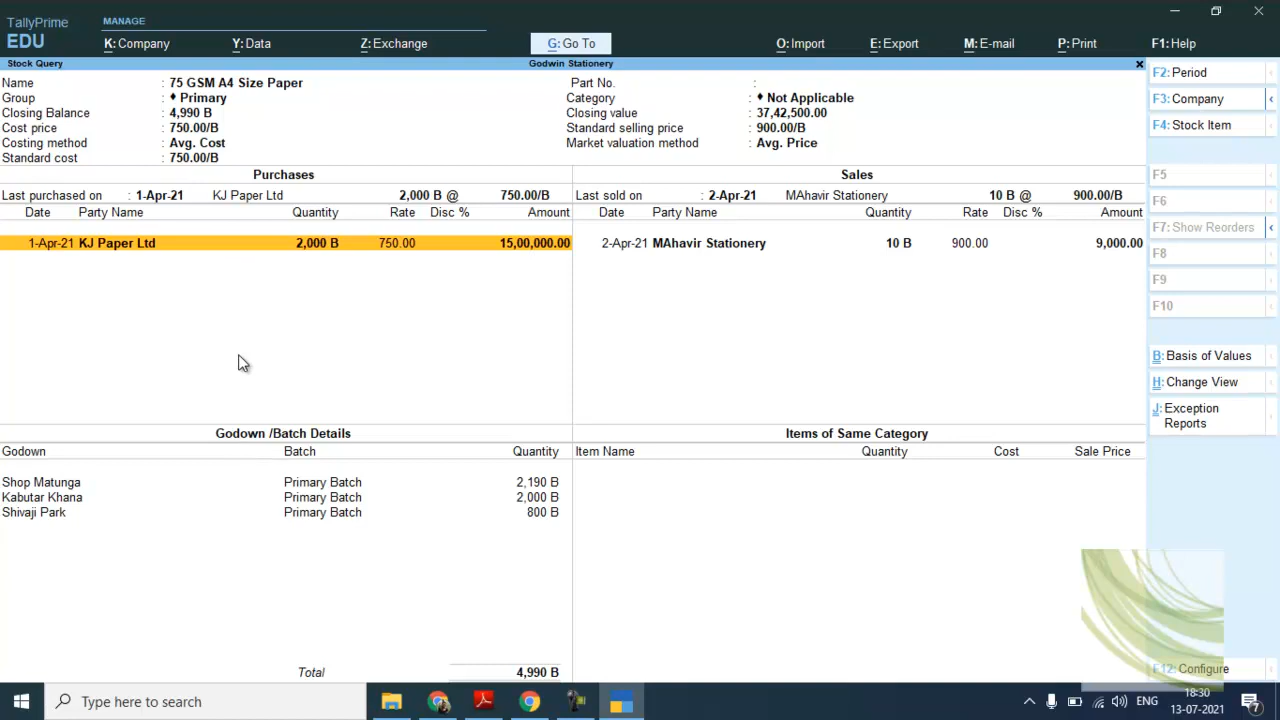 TallyPrime
EDU
MANAGE
K: Company
Y: Data
Z: Exchange
G: Go To
O: Import
E: Export
M: E-mail
P: Print
F1: Help
Stock Query
Godwin Stationery
x
Name : 75 GSM A4 Size Paper
Part No. :
Group : ♦ Primary
Category : ♦ Not Applicable
Closing Balance : 4,990 B
Closing value : 37,42,500.00
Cost price : 750.00/B
Standard selling price : 900.00/B
Costing method : Avg. Cost
Market valuation method : Avg. Price
Standard cost : 750.00/B
Purchases
Last purchased on : 1-Apr-21 KJ Paper Ltd 2,000 B @ 750.00/B
Date Party Name Quantity Rate Disc % Amount
1-Apr-21 KJ Paper Ltd 2,000 B 750.00 15,00,000.00
Sales
Last sold on : 2-Apr-21 MAhavir Stationery 10 B @ 900.00/B
Date Party Name Quantity Rate Disc % Amount
2-Apr-21 MAhavir Stationery 10 B 900.00 9,000.00
Godown /Batch Details
Godown Batch Quantity
Shop Matunga Primary Batch 2,190 B
Kabutar Khana Primary Batch 2,000 B
Shivaji Park Primary Batch 800 B
Total 4,990 B
Items of Same Category
Item Name Quantity Cost Sale Price
F2: Period
F3: Company
F4: Stock Item
F5
F6
F7: Show Reorders
F8
F9
F10
B: Basis of Values
H: Change View
J: Exception
Reports
F12: Configure
Type here to search
ENG
18:30
13-07-2021
7